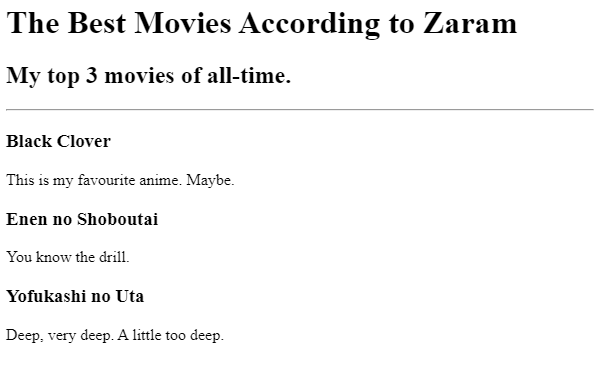 The Best Movies According to Zaram
My top 3 movies of all-time.
Black Clover
This is my favourite anime. Maybe.
Enen no Shoboutai
You know the drill.
Yofukashi no Uta
Deep, very deep. A little too deep.